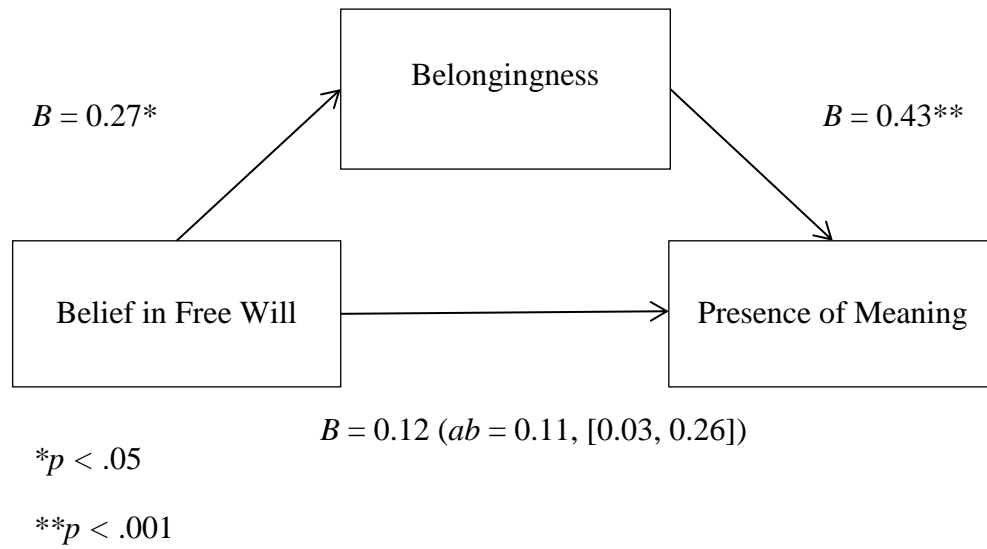 Belongingness
B = 0.27*
B = 0.43**
Belief in Free Will
Presence of Meaning
B = 0.12 (ab = 0.11, [0.03, 0.26])
*p < .05
**p < .001